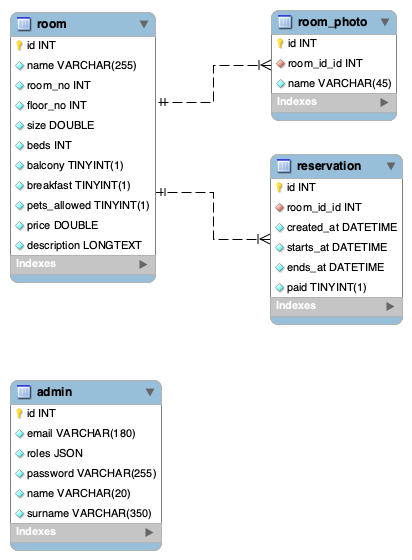 room
id INT
name VARCHAR(255)
room_no INT
floor_no INT
size DOUBLE
beds INT
balcony TINYINT(1)
breakfast TINYINT(1)
pets_allowed TINYINT(1)
price DOUBLE
description LONGTEXT
Indexes
room_photo
id INT
room_id_id INT
name VARCHAR(45)
Indexes
reservation
id INT
room_id_id INT
created_at DATETIME
starts_at DATETIME
ends_at DATETIME
paid TINYINT(1)
Indexes
admin
id INT
email VARCHAR(180)
roles JSON
password VARCHAR(255)
name VARCHAR(20)
surname VARCHAR(350)
Indexes